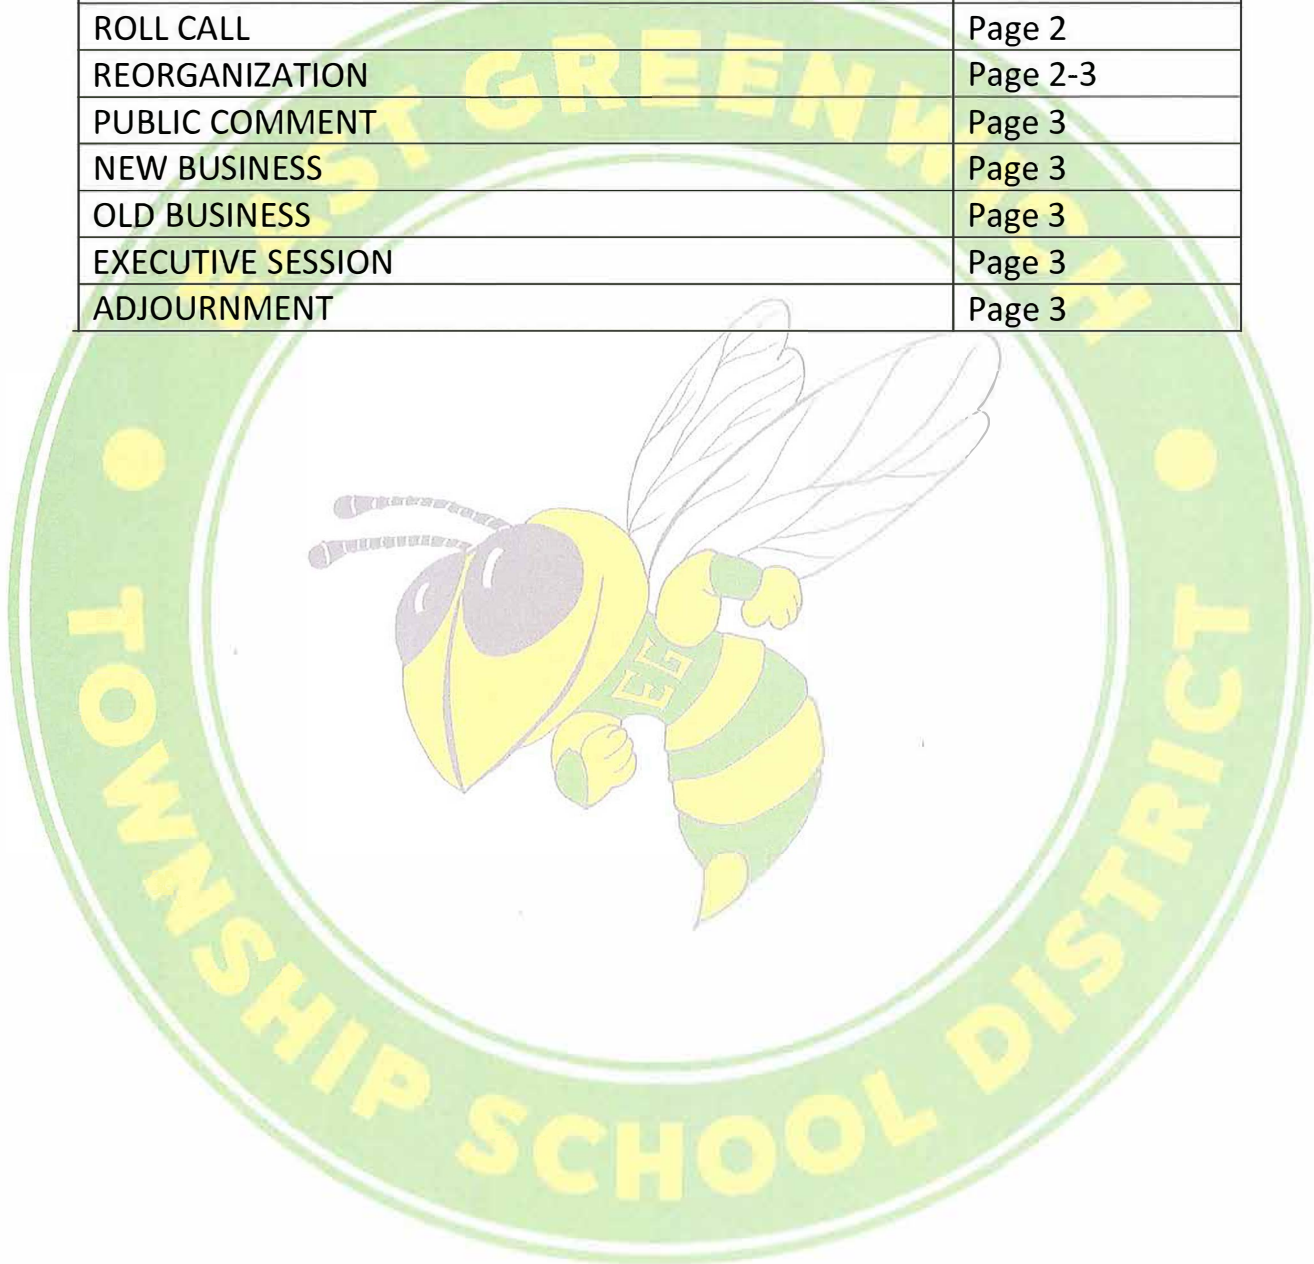 ROLL CALL Page 2
REORGANIZATION Page 2-3
PUBLIC COMMENT Page 3
NEW BUSINESS Page 3
OLD BUSINESS Page 3
EXECUTIVE SESSION Page 3
ADJOURNMENT Page 3
EAST GREENWICH
TOWNSHIP SCHOOL DISTRICT
EG